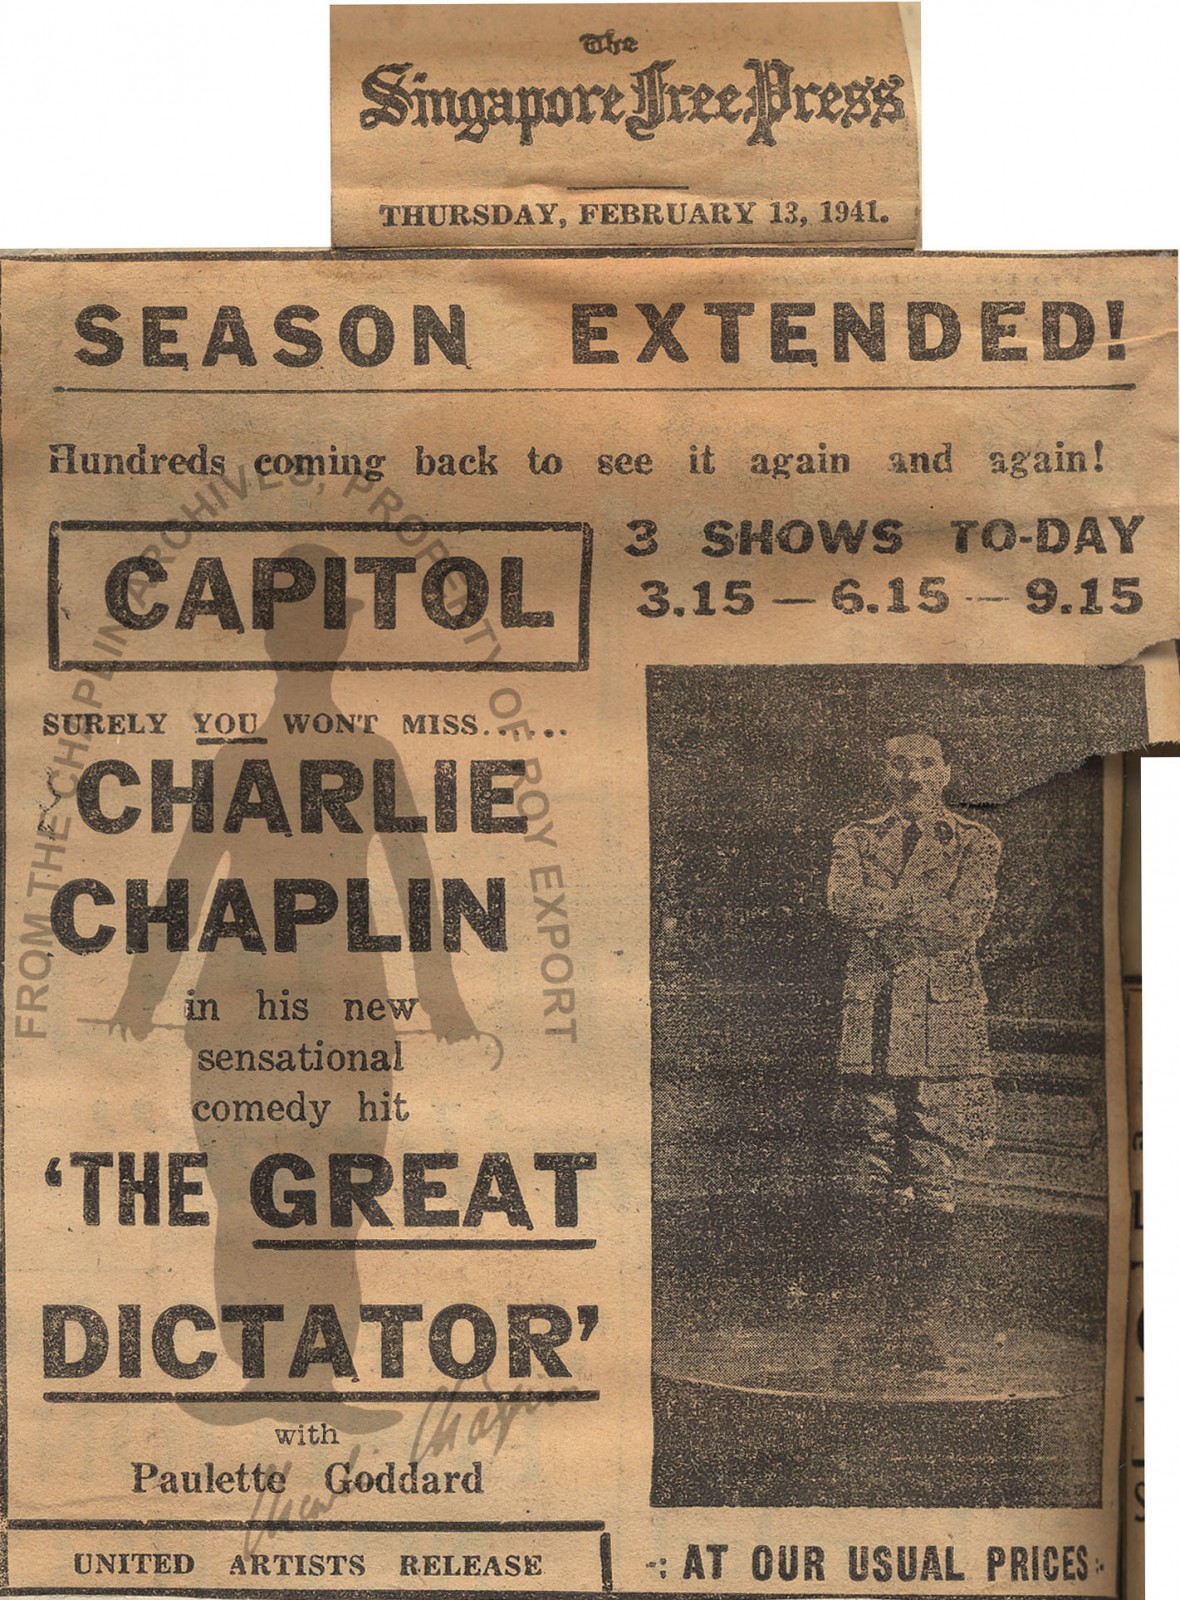 The
Singapore Free Press
THURSDAY, FEBRUARY 13, 1941.
SEASON EXTENDED!
Hundreds coming back to see it again and again!
CAPITOL
3 SHOWS TO-DAY
3.15 — 6.15 — 9.15
SURELY YOU WON'T MISS......
CHARLIE
CHAPLIN
in his new
sensational
comedy hit
'THE GREAT
DICTATOR'
with
Paulette Goddard
UNITED ARTISTS RELEASE
-: AT OUR USUAL PRICES :-
FROM THE CHAPLIN ARCHIVES, PROPERTY OF ROY EXPORT
Charlie Chaplin